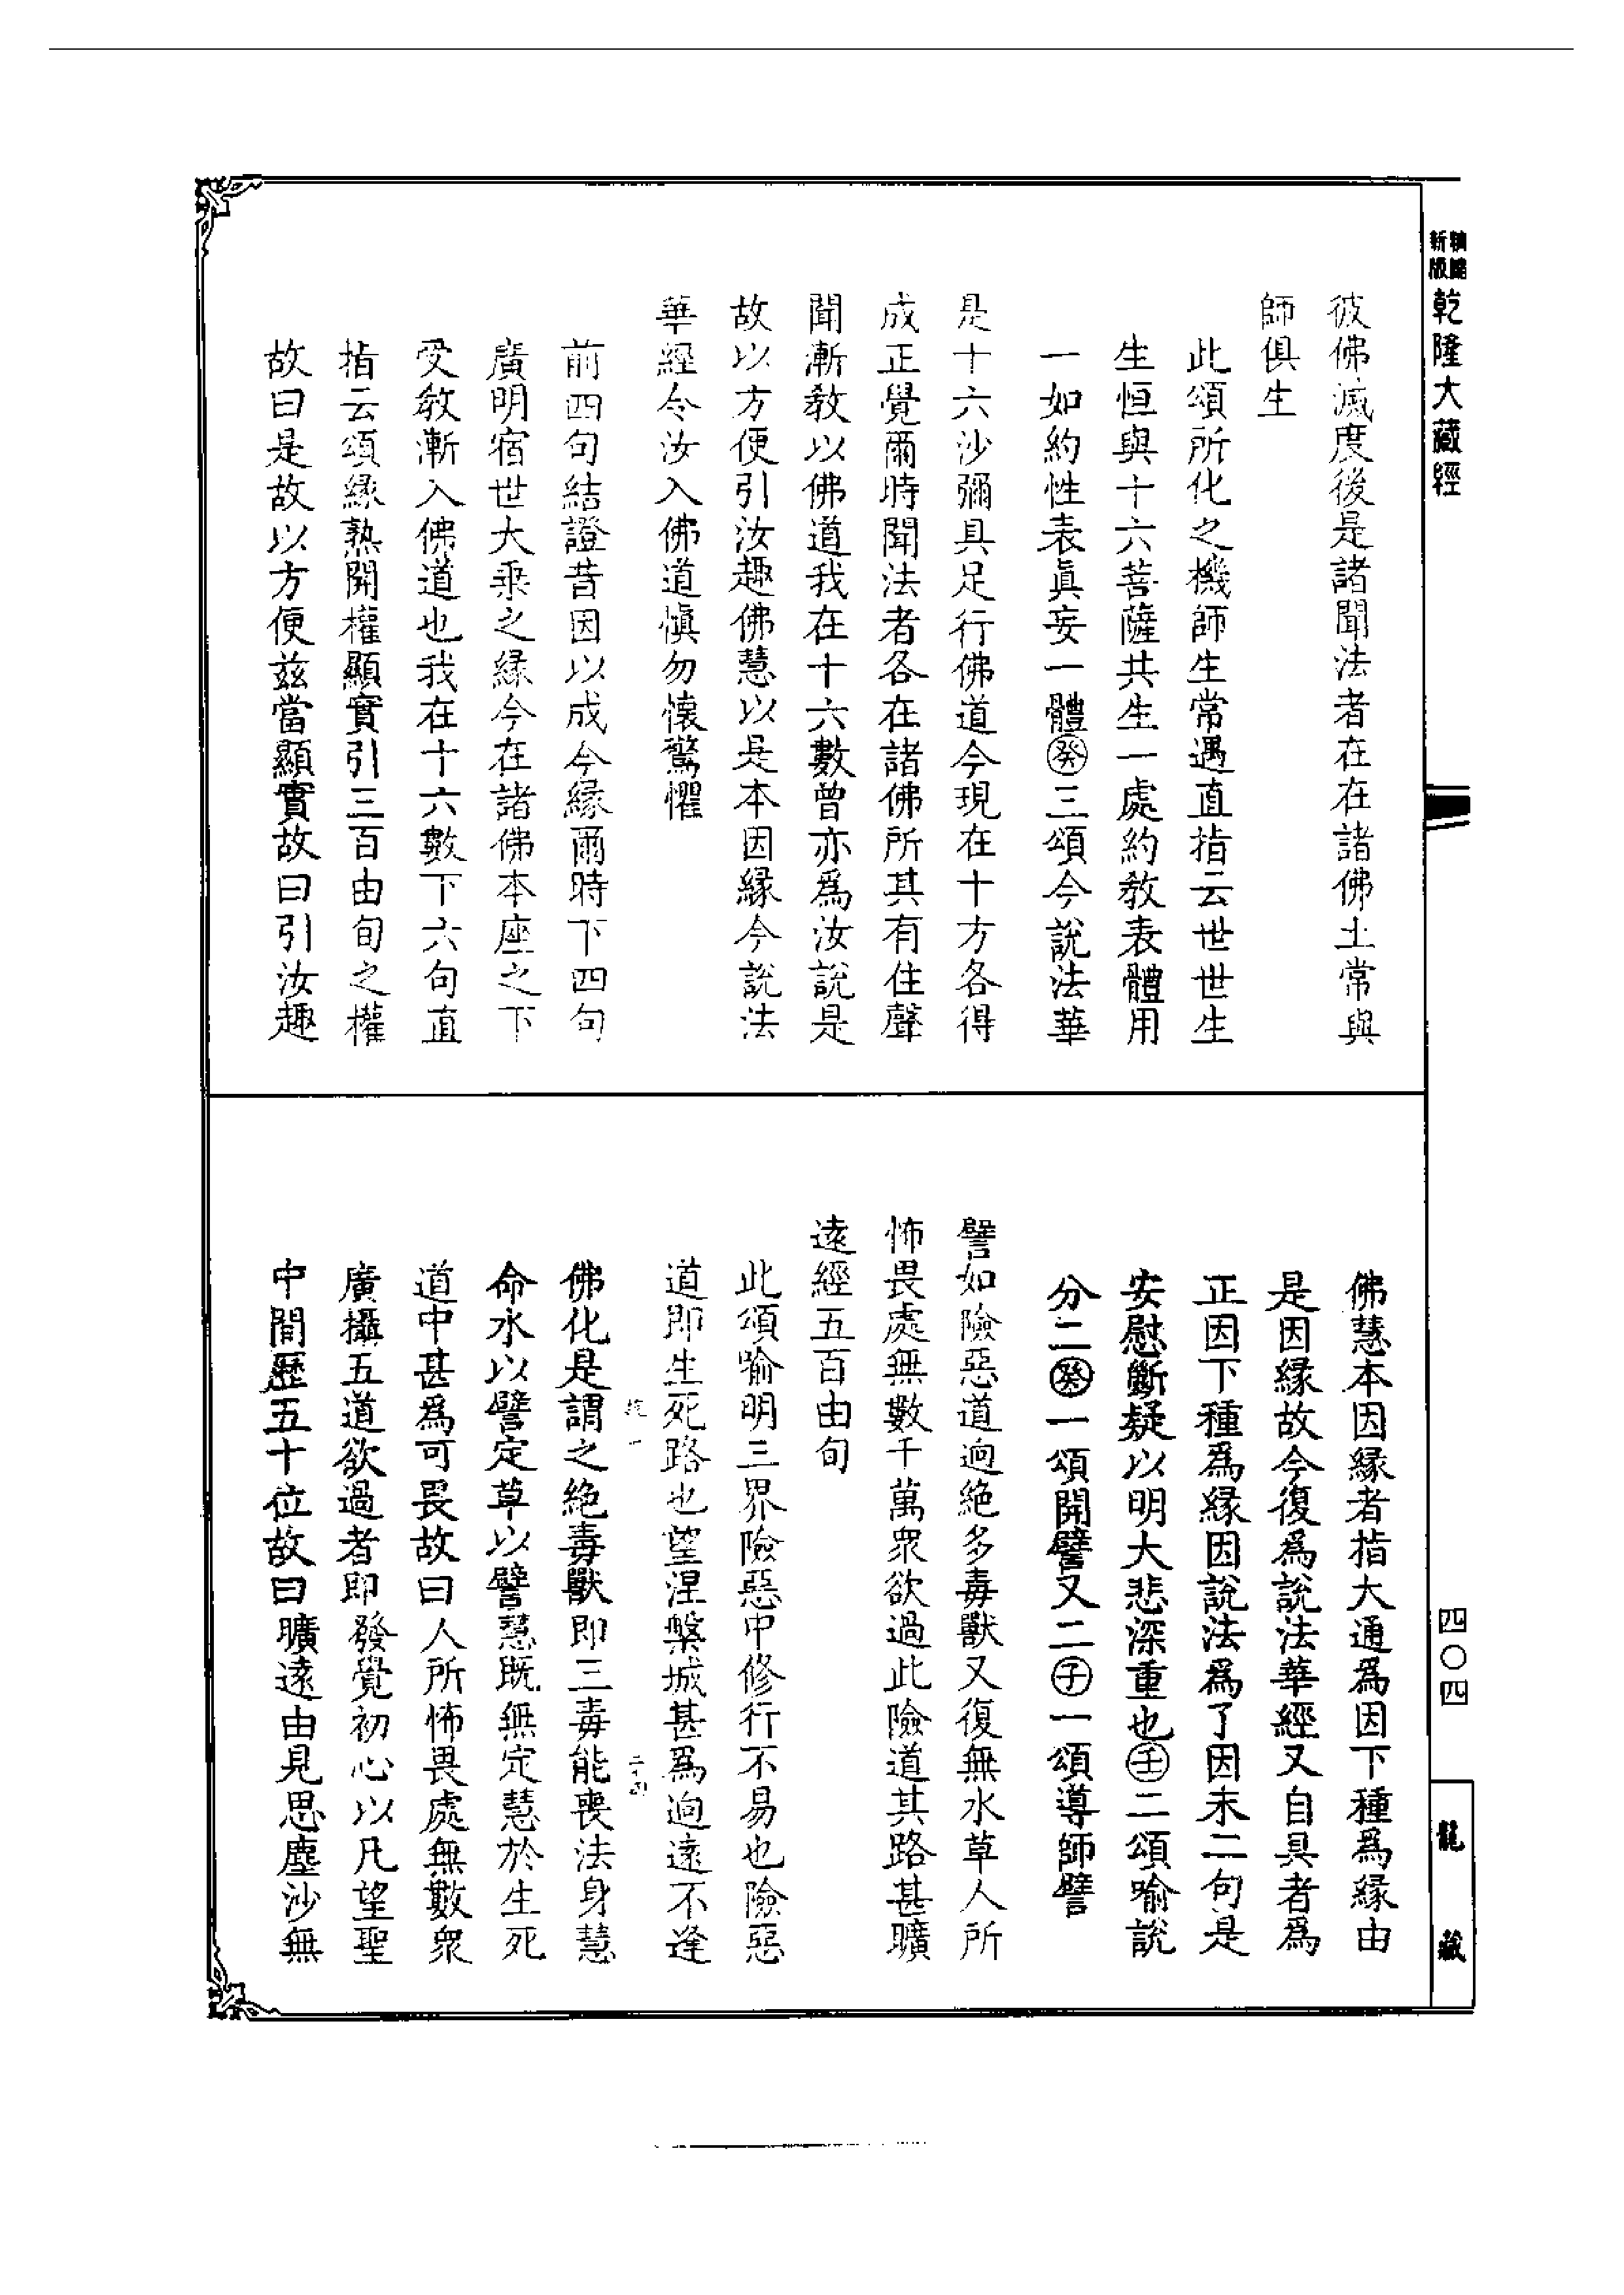 新版
乾隆大藏經
彼佛滅度後是諸聞法者在在諸佛土常與
師俱生
此頌所化之機師生常遇直指云世世生
生恒與十六菩薩共生一處約教表體用
一如約性表眞妄一體㊣癸三頌今說法華
是十六沙彌具足行佛道今現在十方各得
成正覺爾時聞法者各在諸佛所其有住聲
聞漸教以佛道我在十六數曾亦爲汝說是
故以方便引汝趣佛慧以是本因緣今說法
華經令汝入佛道愼勿懷驚懼
前四句結證昔因以成今緣爾時下四句
廣明宿世大乘之緣今在諸佛本座之下
受教漸入佛道也我在十六數下六句直
指云頌緣熟開權顯實引三百由旬之權
故曰是故以方便兹當顯實故曰引汝趣
佛慧本因緣者指大通爲因下種爲緣由
是因緣故今復爲說法華經又自具者爲
正因下種爲緣因說法爲了因末二句是
安慰斷疑以明大悲深重也壬二頌喻說
分二癸一頌開譬又二子一頌導師譬
譬如險惡道逈絶多毒獸又復無水草人所
怖畏處無數千萬衆欲過此險道其路甚曠
遠經五百由旬
此頌喻明三界險惡中修行不易也險惡
道即生死路也望涅槃城甚爲逈遠不逢
佛化是謂之絶毒獸即三毒能喪法身慧
命水以譬定草以譬慧旣無定慧於生死
道中甚爲可畏故曰人所怖畏處無數衆
廣攝五道欲過者即發覺初心以凡望聖
中間歷五十位故曰曠遠由見思塵沙無
四〇四
龍藏